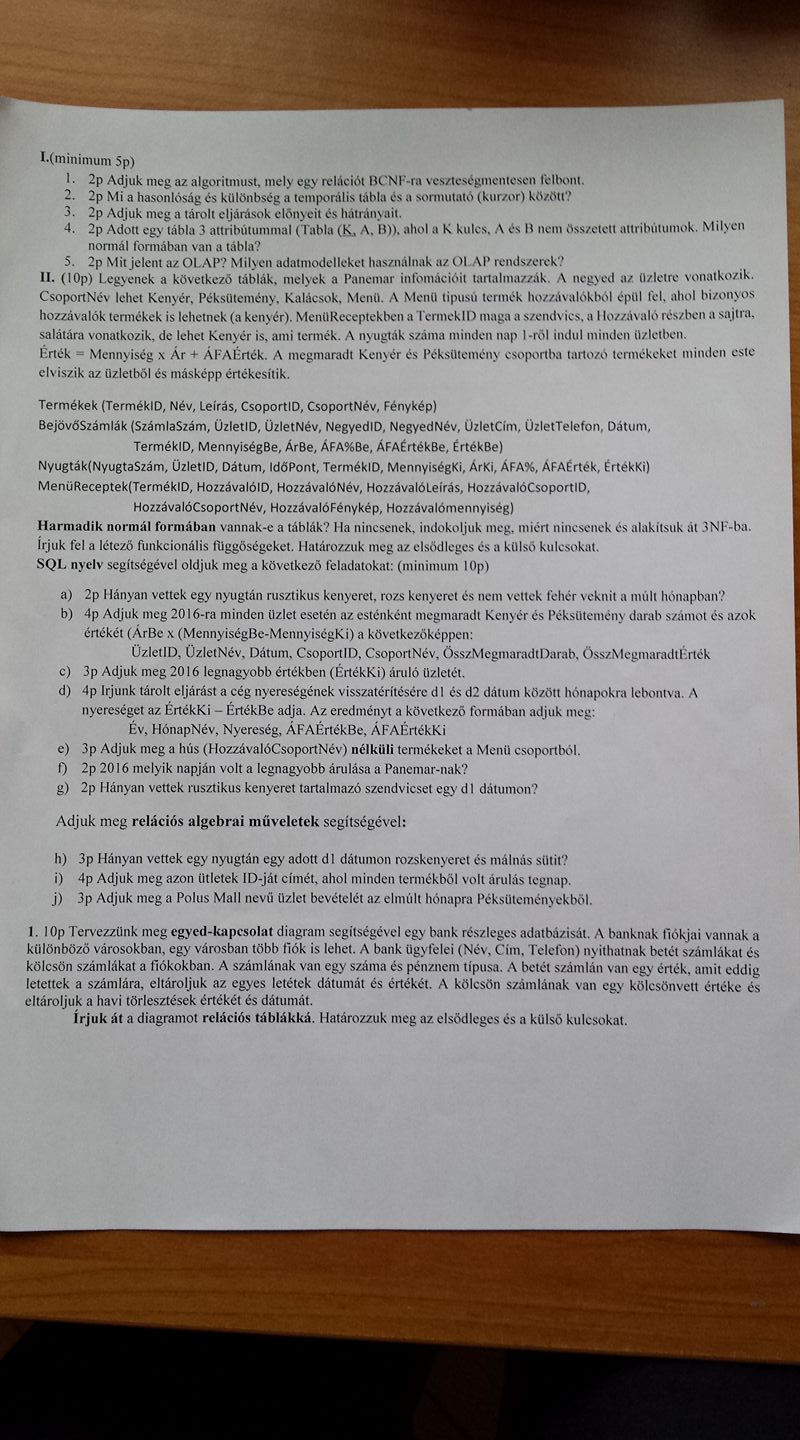 I.(minimum 5p)
1. 2p Adjuk meg az algoritmust, mely egy relációt BCNF-ra veszteségmentesen felbont.
2. 2p Mi a hasonlóság és különbség a temporális tábla és a sormutató (kurzor) között?
3. 2p Adjuk meg a tárolt eljárások előnyeit és hátrányait.
4. 2p Adott egy tábla 3 attribútummal (Tabla (K, A, B)), ahol a K kulcs, A és B nem összetett attribútumok. Milyen
normál formában van a tábla?
5. 2p Mit jelent az OLAP? Milyen adatmodelleket használnak az OLAP rendszerek?
II. (10p) Legyenek a következő táblák, melyek a Panemar infomációit tartalmazzák. A negyed az üzletre vonatkozik.
CsoportNév lehet Kenyér, Péksütemény, Kalácsok, Menü. A Menü tipusú termék hozzávalókból épül fel, ahol bizonyos
hozzávalók termékek is lehetnek (a kenyér). MenüReceptekben a TermekID maga a szendvics, a Hozzávaló részben a sajtra,
salátára vonatkozik, de lehet Kenyér is, ami termék. A nyugták száma minden nap 1-ről indul minden üzletben.
Érték = Mennyiség x Ár + ÁFAÉrték. A megmaradt Kenyér és Péksütemény csoportba tartozó termékeket minden este
elviszik az üzletből és másképp értékesítik.
Termékek (TermékID, Név, Leírás, CsoportID, CsoportNév, Fénykép)
BejövőSzámlák (SzámlaSzám, ÜzletID, ÜzletNév, NegyedID, NegyedNév, ÜzletCím, ÜzletTelefon, Dátum,
TermékID, MennyiségBe, ÁrBe, ÁFA%Be, ÁFAÉrtékBe, ÉrtékBe)
Nyugták(NyugtaSzám, ÜzletID, Dátum, IdőPont, TermékID, MennyiségKi, ÁrKi, ÁFA%, ÁFAÉrték, ÉrtékKi)
MenüReceptek(TermékID, HozzávalóID, HozzávalóNév, HozzávalóLeírás, HozzávalóCsoportID,
HozzávalóCsoportNév, HozzávalóFénykép, Hozzávalómennyiség)
Harmadik normál formában vannak-e a táblák? Ha nincsenek, indokoljuk meg, miért nincsenek és alakítsuk át 3NF-ba.
Írjuk fel a létező funkcionális függőségeket. Határozzuk meg az elsődleges és a külső kulcsokat.
SQL nyelv segítségével oldjuk meg a következő feladatokat: (minimum 10p)
a) 2p Hányan vettek egy nyugtán rusztikus kenyeret, rozs kenyeret és nem vettek fehér veknit a múlt hónapban?
b) 4p Adjuk meg 2016-ra minden üzlet esetén az esténként megmaradt Kenyér és Péksütemény darab számot és azok
értékét (ÁrBe x (MennyiségBe-MennyiségKi) a következőképpen:
ÜzletID, ÜzletNév, Dátum, CsoportID, CsoportNév, ÖsszMegmaradtDarab, ÖsszMegmaradtÉrték
c) 3p Adjuk meg 2016 legnagyobb értékben (ÉrtékKi) áruló üzletét.
d) 4p Irjunk tárolt eljárást a cég nyereségének visszatérítésére d1 és d2 dátum között hónapokra lebontva. A
nyereséget az ÉrtékKi – ÉrtékBe adja. Az eredményt a következő formában adjuk meg:
Év, HónapNév, Nyereség, ÁFAÉrtékBe, ÁFAÉrtékKi
e) 3p Adjuk meg a hús (HozzávalóCsoportNév) nélküli termékeket a Menü csoportból.
f) 2p 2016 melyik napján volt a legnagyobb árulása a Panemar-nak?
g) 2p Hányan vettek rusztikus kenyeret tartalmazó szendvicset egy d1 dátumon?
Adjuk meg relációs algebrai műveletek segítségével:
h) 3p Hányan vettek egy nyugtán egy adott d1 dátumon rozskenyeret és málnás sütit?
i) 4p Adjuk meg azon ütletek ID-ját címét, ahol minden termékből volt árulás tegnap.
j) 3p Adjuk meg a Polus Mall nevű üzlet bevételét az elmúlt hónapra Péksüteményekből.
1. 10p Tervezzünk meg egyed-kapcsolat diagram segítségével egy bank részleges adatbázisát. A banknak fiókjai vannak a
különböző városokban, egy városban több fiók is lehet. A bank ügyfelei (Név, Cím, Telefon) nyithatnak betét számlákat és
kölcsön számlákat a fiókokban. A számlának van egy száma és pénznem típusa. A betét számlán van egy érték, amit eddig
letettek a számlára, eltároljuk az egyes letétek dátumát és értékét. A kölcsön számlának van egy kölcsönvett értéke és
eltároljuk a havi törlesztések értékét és dátumát.
Írjuk át a diagramot relációs táblákká. Határozzuk meg az elsődleges és a külső kulcsokat.